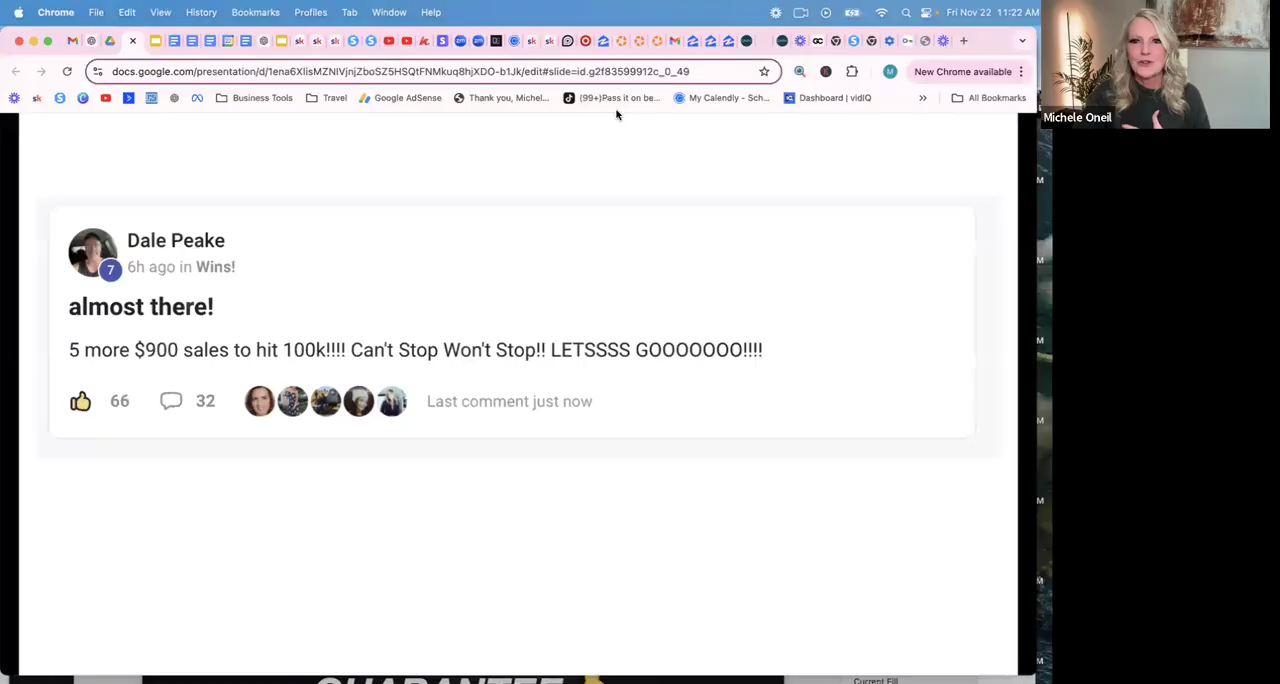 Chrome File Edit View History Bookmarks Profiles Tab Window Help Fri Nov 22 11:22 AM
docs.google.com/presentation/d/1ena6XlisMZNIVjnjZboSZ5HSQtFNMkuq8hjXDO-b1Jk/edit#slide=id.g2f83599912c_0_49 New Chrome available
Business Tools Travel Google AdSense Thank you, Michel... (99+)Pass it on be... My Calendly - Sch... Dashboard | vidIQ All Bookmarks
Michele Oneil
Dale Peake
7
6h ago in Wins!
almost there!
5 more $900 sales to hit 100k!!!! Can't Stop Won't Stop!! LETSSSS GOOOOOOO!!!!
66 32 Last comment just now
GUARANTEE
Current Fill